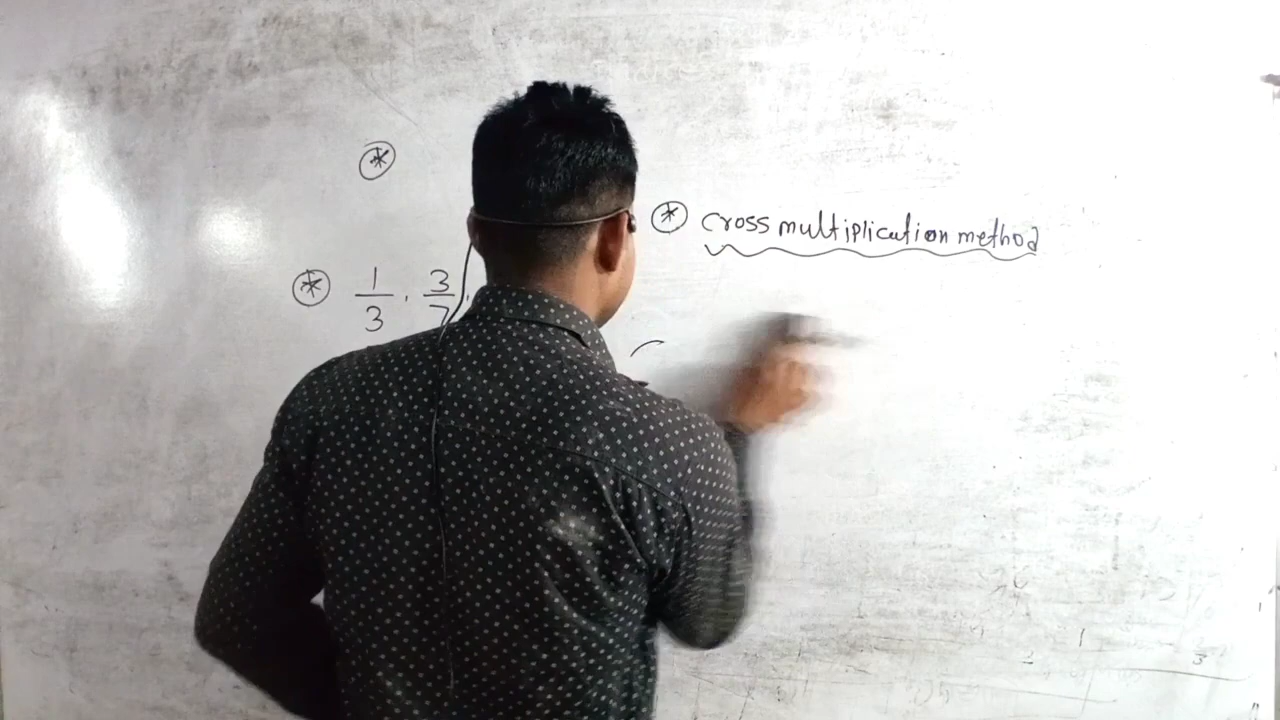 *
* cross multiplication method
* 1/3 , 3/7 ,